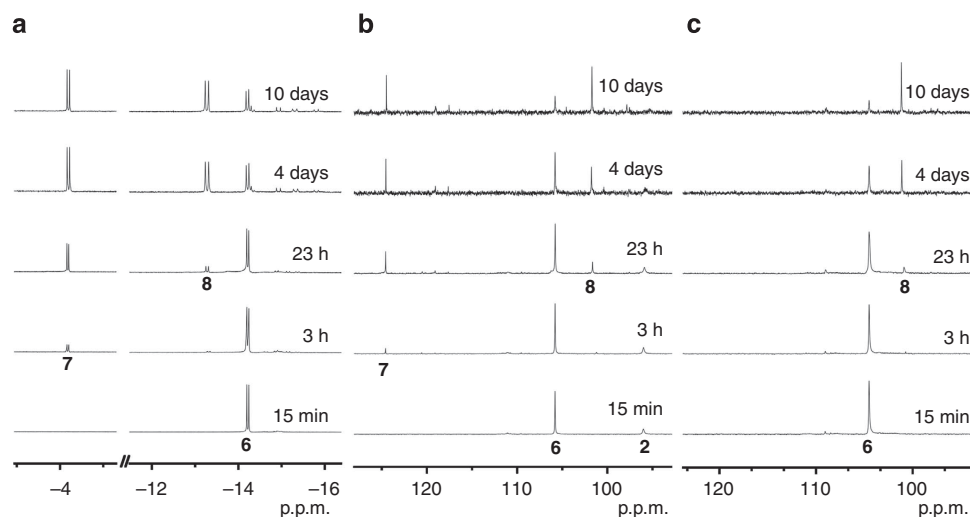 a
10 days
4 days
23 h
8
3 h
7
15 min
6
–4 –12 –14 –16
p.p.m.
b
10 days
4 days
23 h
8
3 h
7
15 min
6 2
120 110 100
p.p.m.
c
10 days
4 days
23 h
8
3 h
15 min
6
120 110 100
p.p.m.